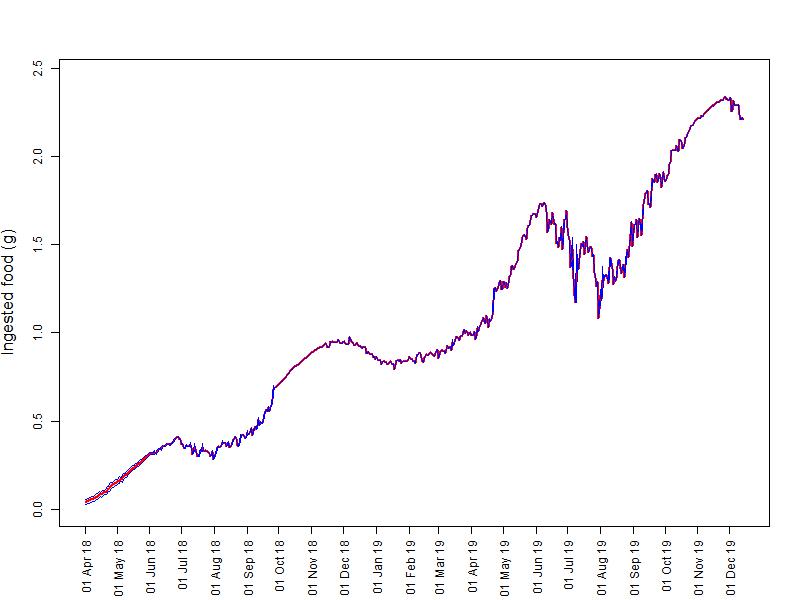 Ingested food (g)
2.5
2.0
1.5
1.0
0.5
0.0
01 Apr 18
01 May 18
01 Jun 18
01 Jul 18
01 Aug 18
01 Sep 18
01 Oct 18
01 Nov 18
01 Dec 18
01 Jan 19
01 Feb 19
01 Mar 19
01 Apr 19
01 May 19
01 Jun 19
01 Jul 19
01 Aug 19
01 Sep 19
01 Oct 19
01 Nov 19
01 Dec 19